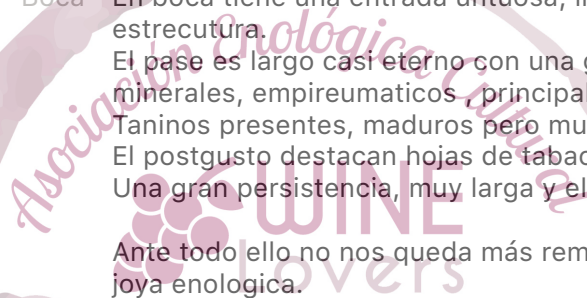 Boca En boca tiene una entrada untuosa,
estrecutura.
El pase es largo casi eterno con una
minerales, empireumaticos , principal
Taninos presentes, maduros pero mu
El postgusto destacan hojas de tabac
Una gran persistencia, muy larga y el
Ante todo ello no nos queda más rem
joya enologica.
Asociación Enológica Cultural
WINE
Lovers